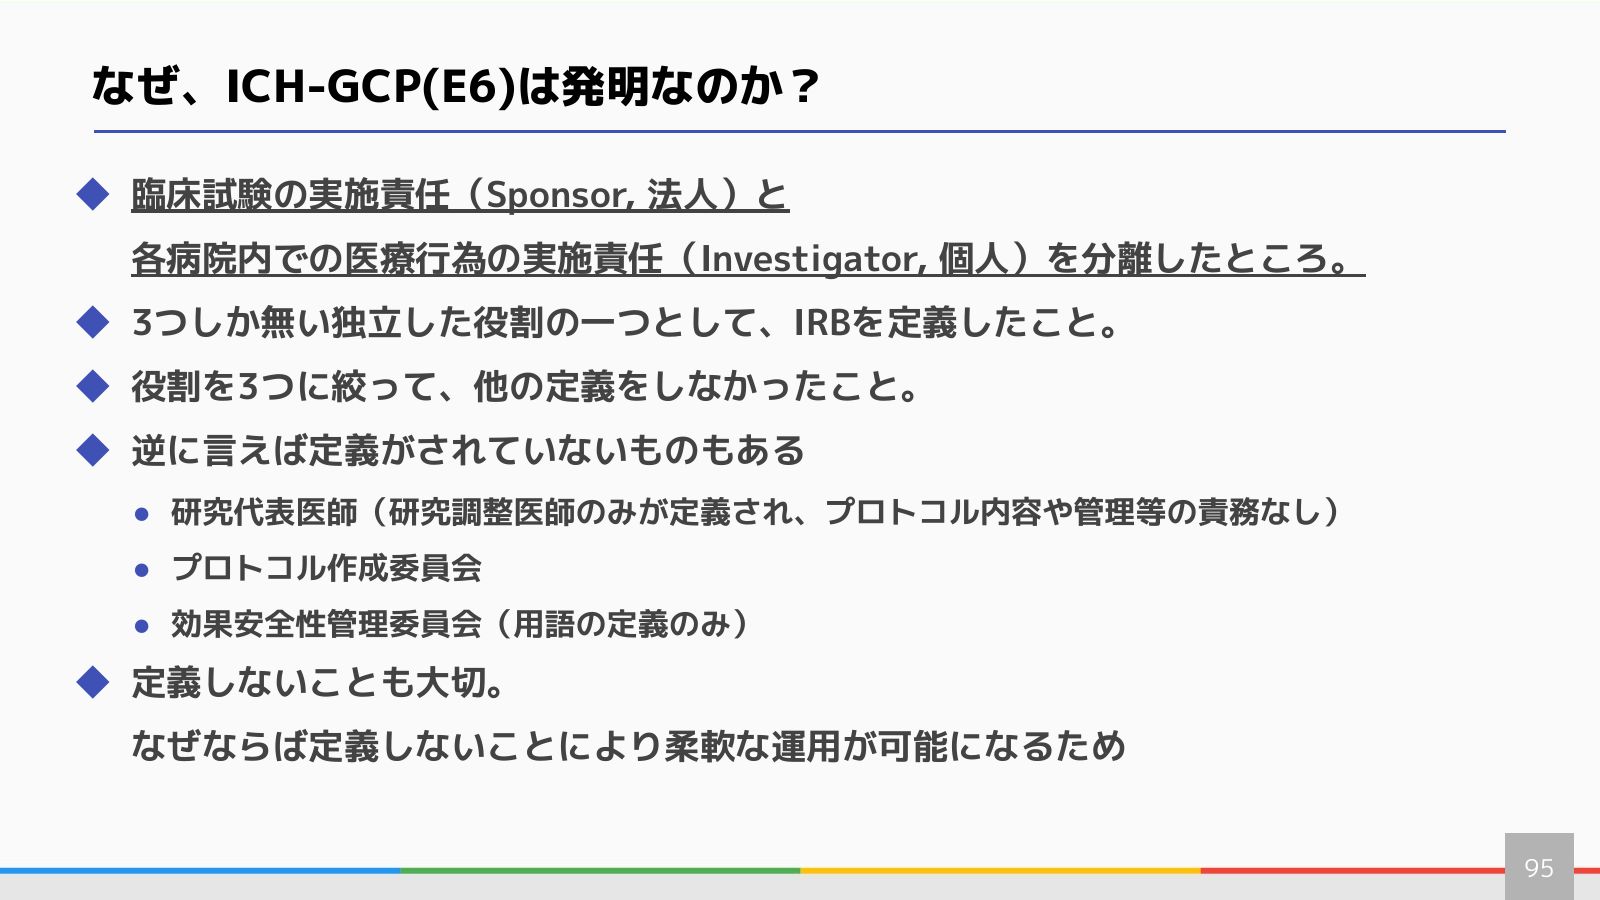 なぜ、ICH-GCP(E6)は発明なのか？
臨床試験の実施責任（Sponsor, 法人）と
各病院内での医療行為の実施責任（Investigator, 個人）を分離したところ。
3つしか無い独立した役割の一つとして、IRBを定義したこと。
役割を3つに絞って、他の定義をしなかったこと。
逆に言えば定義がされていないものもある
研究代表医師（研究調整医師のみが定義され、プロトコル内容や管理等の責務なし）
プロトコル作成委員会
効果安全性管理委員会（用語の定義のみ）
定義しないことも大切。
なぜならば定義しないことにより柔軟な運用が可能になるため
95